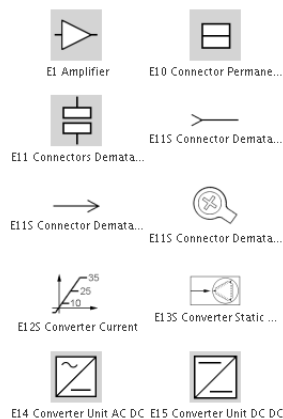 E1 Amplifier
E10 Connector Permane...
E11 Connectors Demata...
E11S Connector Demata...
E11S Connector Demata...
E11S Connector Demata...
35
25
10
E12S Converter Current
E13S Converter Static ...
E14 Converter Unit AC DC
E15 Converter Unit DC DC